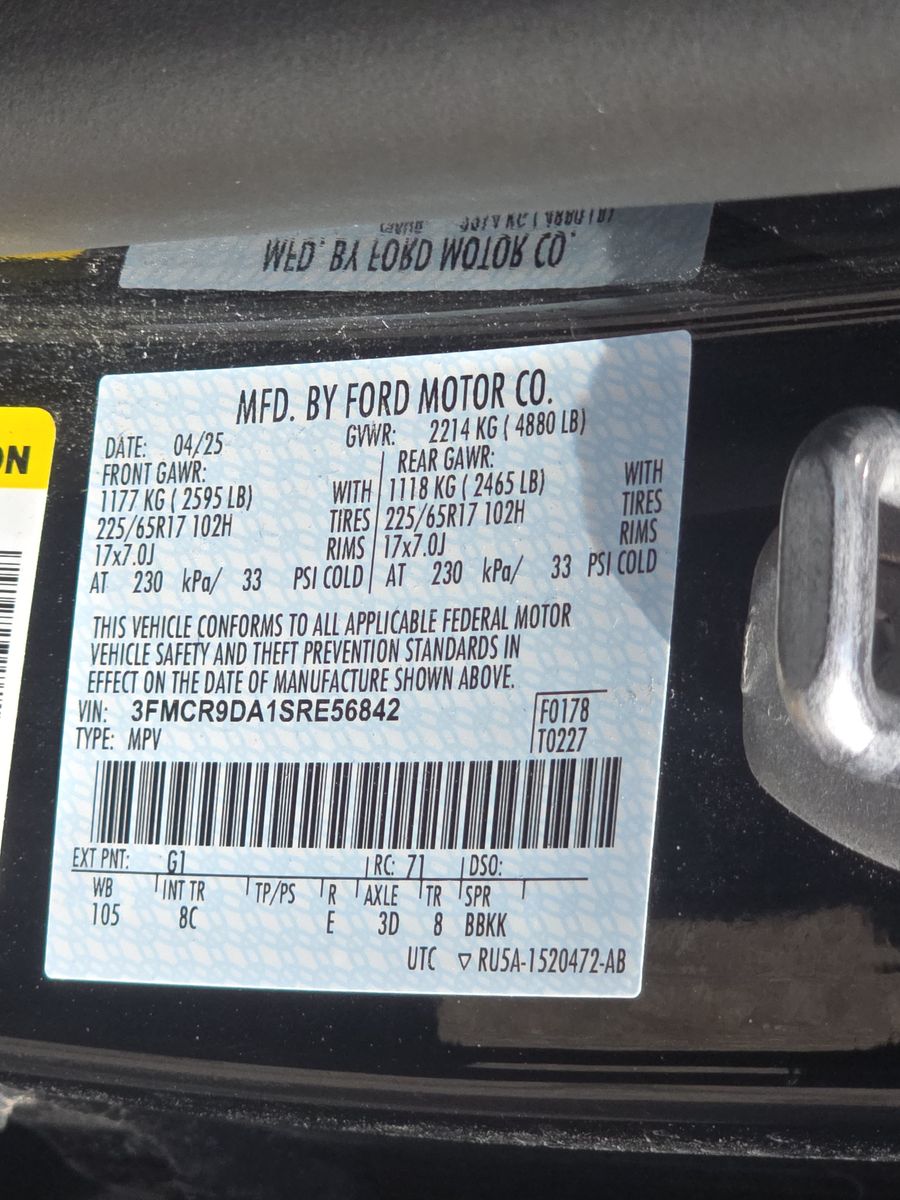 MFD. BY FORD MOTOR CO.
MFD. BY FORD MOTOR CO.
DATE: 04/25 GVWR: 2214 KG ( 4880 LB)
FRONT GAWR: REAR GAWR:
1177 KG ( 2595 LB) WITH 1118 KG ( 2465 LB) WITH
225/65R17 102H TIRES 225/65R17 102H TIRES
17x7.0J RIMS 17x7.0J RIMS
AT 230 kPa/ 33 PSI COLD AT 230 kPa/ 33 PSI COLD
THIS VEHICLE CONFORMS TO ALL APPLICABLE FEDERAL MOTOR
VEHICLE SAFETY AND THEFT PREVENTION STANDARDS IN
EFFECT ON THE DATE OF MANUFACTURE SHOWN ABOVE.
VIN: 3FMCR9DA1SRE56842 F0178
TYPE: MPV T0227
EXT PNT: G1 RC: 71 DSO:
WB INT TR TP/PS R AXLE TR SPR
105 8C E 3D 8 BBKK
UTC ▽ RU5A-1520472-AB